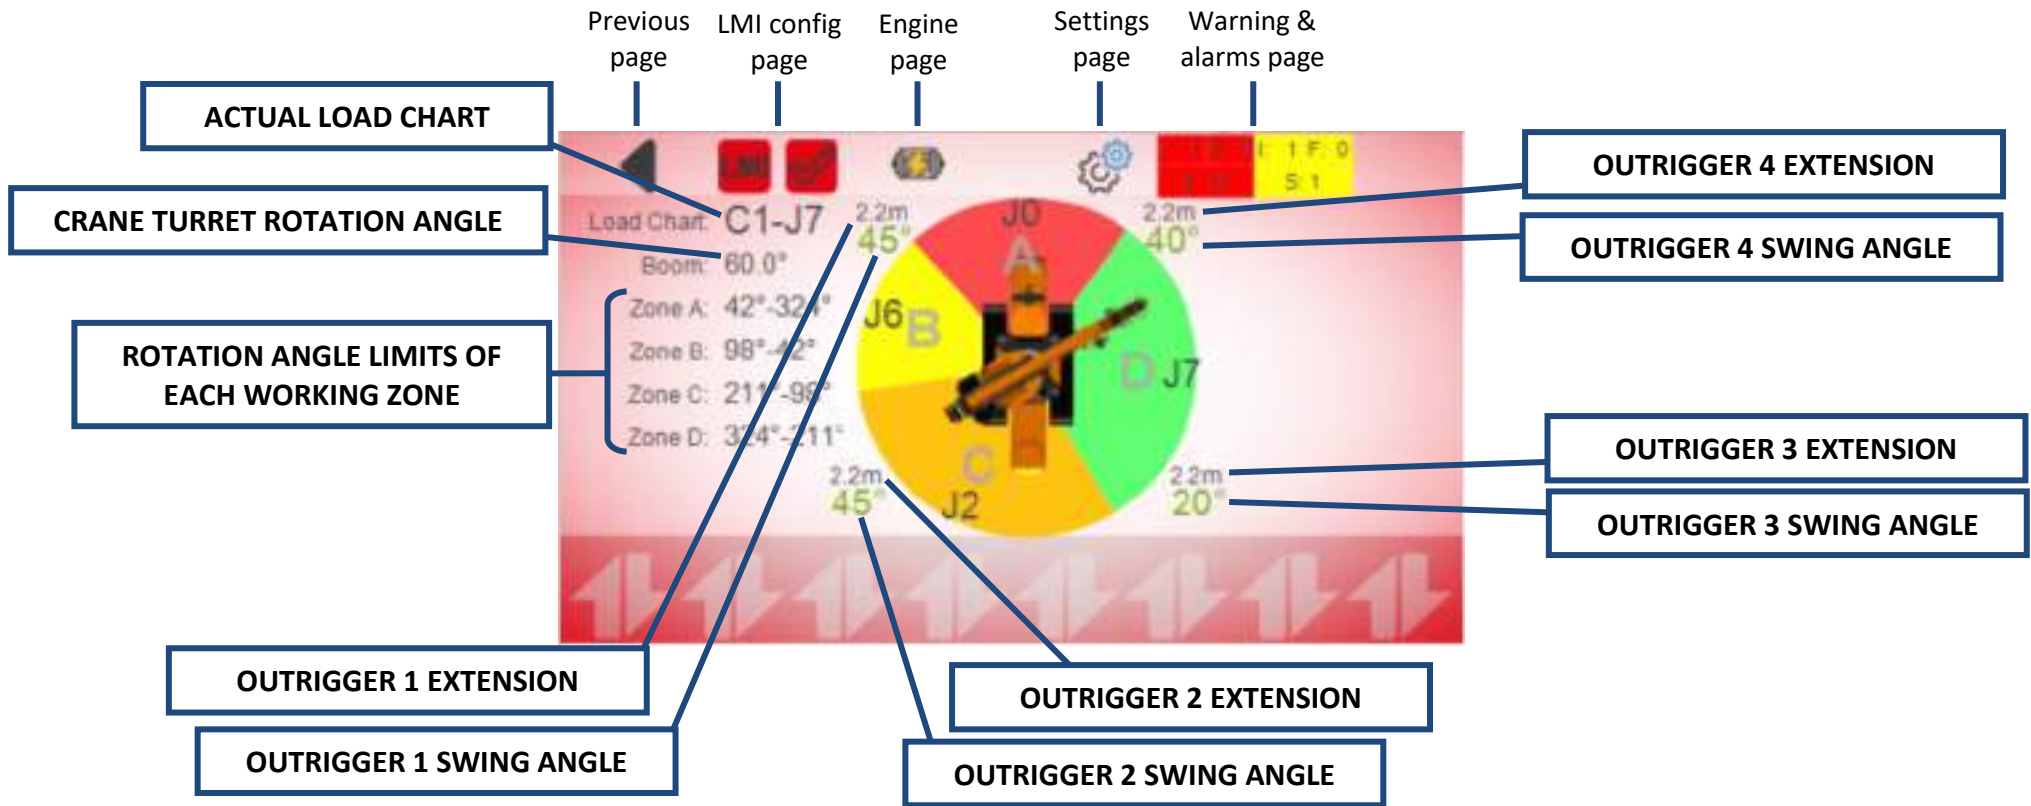 Previous
page
LMI config
page
Engine
page
Settings
page
Warning &
alarms page
ACTUAL LOAD CHART
CRANE TURRET ROTATION ANGLE
ROTATION ANGLE LIMITS OF
EACH WORKING ZONE
LMI
I: 1 F: 0
S: 1
Load Chart: C1-J7
Boom: 60.0°
Zone A: 42°-324°
Zone B: 98°-42°
Zone C: 211°-98°
Zone D: 324°-211°
2.2m
45°
J0
A
2.2m
40°
J6
B
D
J7
C
J2
2.2m
45°
2.2m
20°
OUTRIGGER 4 EXTENSION
OUTRIGGER 4 SWING ANGLE
OUTRIGGER 3 EXTENSION
OUTRIGGER 3 SWING ANGLE
OUTRIGGER 1 EXTENSION
OUTRIGGER 1 SWING ANGLE
OUTRIGGER 2 EXTENSION
OUTRIGGER 2 SWING ANGLE